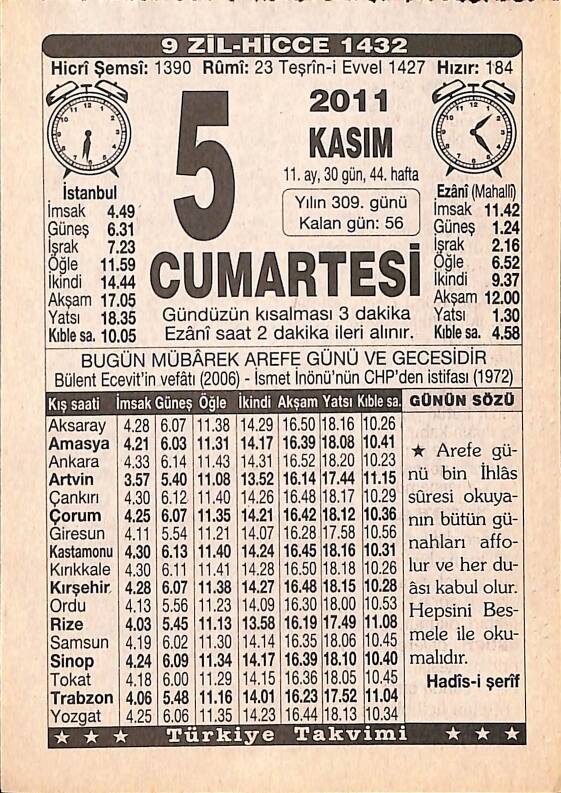 9 ZİL-HİCCE 1432
Hicrî Şemsî: 1390 Rûmî: 23 Teşrîn-i Evvel 1427 Hızır: 184
5
2011
KASIM
11. ay, 30 gün, 44. hafta
Yılın 309. günü
Kalan gün: 56
CUMARTESİ
Gündüzün kısalması 3 dakika
Ezânî saat 2 dakika ileri alınır.
İstanbul
İmsak 4.49
Güneş 6.31
İşrak 7.23
Öğle 11.59
İkindi 14.44
Akşam 17.05
Yatsı 18.35
Kıble sa. 10.05
Ezânî (Mahallî)
İmsak 11.42
Güneş 1.24
İşrak 2.16
Öğle 6.52
İkindi 9.37
Akşam 12.00
Yatsı 1.30
Kıble sa. 4.58
BUGÜN MÜBÂREK AREFE GÜNÜ VE GECESİDİR
Bülent Ecevit'in vefâtı (2006) - İsmet İnönü'nün CHP'den istifası (1972)
Kış saati İmsak Güneş Öğle İkindi Akşam Yatsı Kıble sa.
Aksaray 4.28 6.07 11.38 14.29 16.50 18.16 10.26
Amasya 4.21 6.03 11.31 14.17 16.39 18.08 10.41
Ankara 4.33 6.14 11.43 14.31 16.52 18.20 10.23
Artvin 3.57 5.40 11.08 13.52 16.14 17.44 11.15
Çankırı 4.30 6.12 11.40 14.26 16.48 18.17 10.29
Çorum 4.25 6.07 11.35 14.21 16.42 18.12 10.36
Giresun 4.11 5.54 11.21 14.07 16.28 17.58 10.56
Kastamonu 4.30 6.13 11.40 14.24 16.45 18.16 10.31
Kırıkkale 4.30 6.11 11.41 14.28 16.50 18.18 10.26
Kırşehir 4.28 6.07 11.38 14.27 16.48 18.15 10.28
Ordu 4.13 5.56 11.23 14.09 16.30 18.00 10.53
Rize 4.03 5.45 11.13 13.58 16.19 17.49 11.08
Samsun 4.19 6.02 11.30 14.14 16.35 18.06 10.45
Sinop 4.24 6.09 11.34 14.17 16.39 18.10 10.40
Tokat 4.18 6.00 11.29 14.15 16.36 18.05 10.45
Trabzon 4.06 5.48 11.16 14.01 16.23 17.52 11.04
Yozgat 4.25 6.06 11.35 14.23 16.44 18.13 10.34
GÜNÜN SÖZÜ
★ Arefe gü-
nü bin İhlâs
sûresi okuya-
nın bütün gü-
nahları affo-
lur ve her du-
âsı kabul olur.
Hepsini Bes-
mele ile oku-
malıdır.
Hadîs-i şerîf
★ ★ ★ Türkiye Takvimi ★ ★ ★